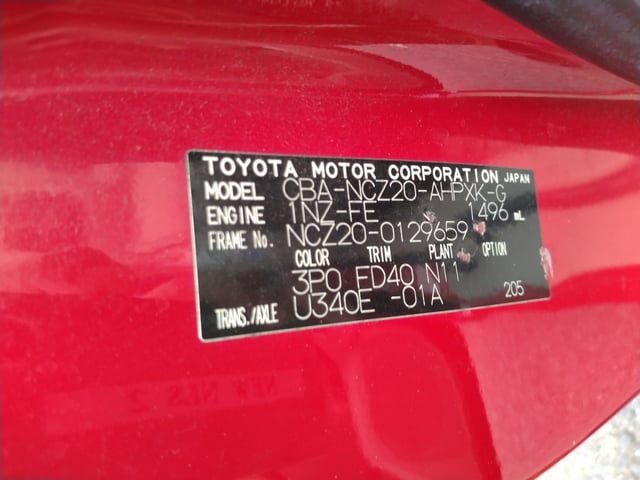 TOYOTA MOTOR CORPORATION JAPAN
MODEL CBA-NCZ20-AHPXK-G
ENGINE 1NZ-FE 1496 mL
FRAME No. NCZ20-0129659
COLOR TRIM PLANT OPTION
3P0 FD40 N11
TRANS./AXLE U340E -01A 205